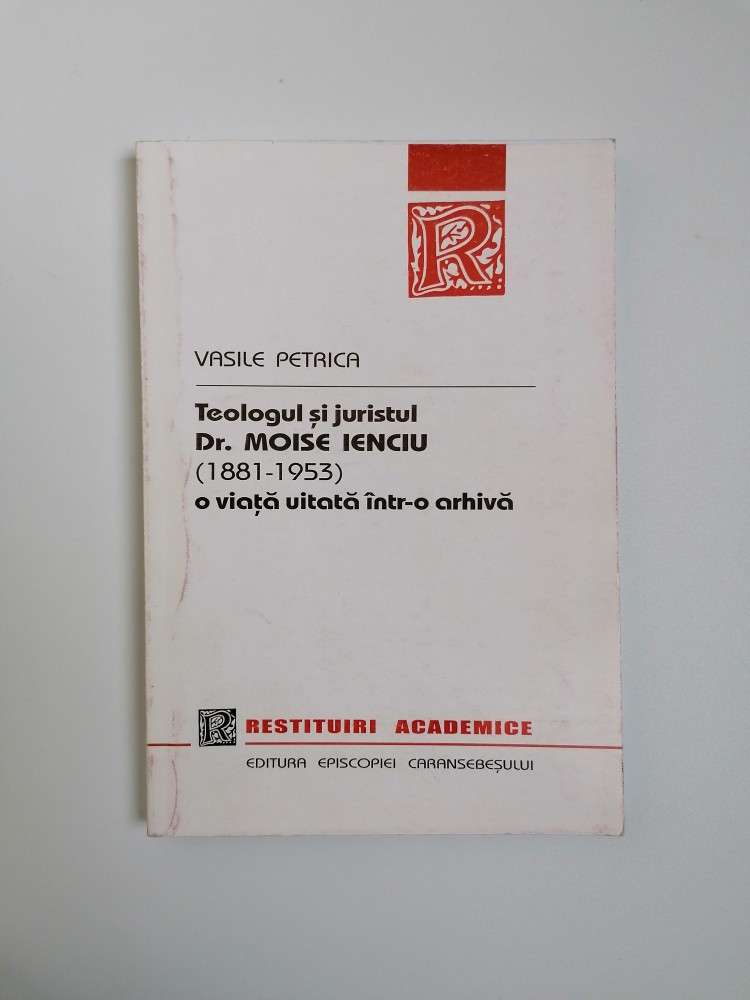 R
VASILE PETRICA
Teologul și juristul
Dr. MOISE IENCIU
(1881-1953)
o viață uitată într-o arhivă
R RESTITUIRI ACADEMICE
EDITURA EPISCOPIEI CARANSEBEȘULUI